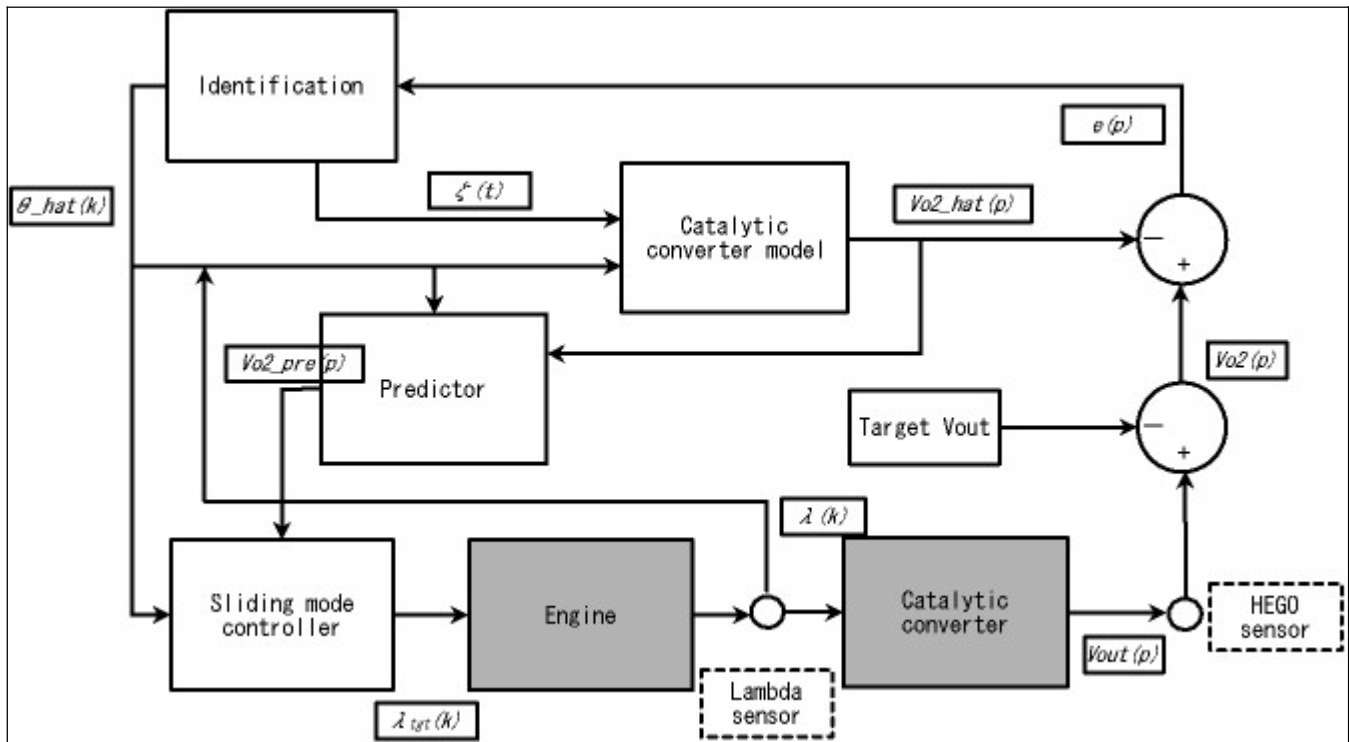 Identification
e(p)
θ_hat(k)
ζ(t)
Vo2_hat(p)
Catalytic
converter model
−
+
Vo2_pre(p)
Predictor
Vo2(p)
Target Vout
−
+
λ(k)
Sliding mode
controller
Engine
Catalytic
converter
HEGO
sensor
Vout(p)
Lambda
sensor
λtgt(k)